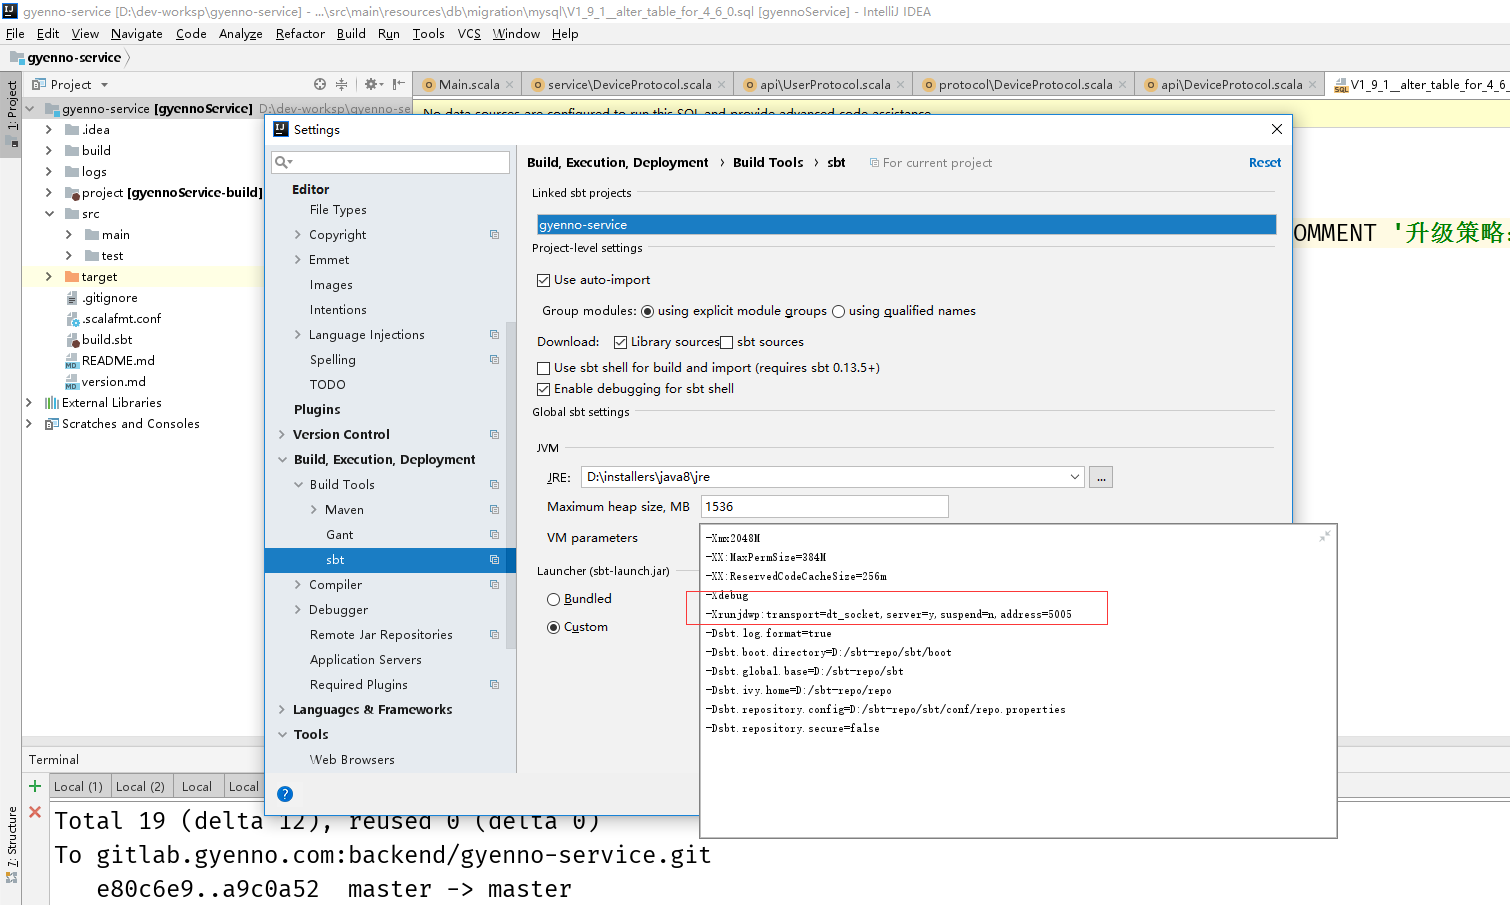 gyenno-service [D:\dev-worksp\gyenno-service] - ...\src\main\resources\db\migration\mysql\V1_9_1__alter_table_for_4_6_0.sql [gyennoService] - IntelliJ IDEA
File Edit View Navigate Code Analyze Refactor Build Run Tools VCS Window Help
gyenno-service
1: Project
Project
Main.scala
service\DeviceProtocol.scala
api\UserProtocol.scala
protocol\DeviceProtocol.scala
api\DeviceProtocol.scala
V1_9_1__alter_table_for_4_6_
gyenno-service [gyennoService] D:\dev-worksp\gyenno-se
No data sources are configured to run this SQL and provide advanced code assistance.
.idea
build
logs
project [gyennoService-build]
src
main
test
target
.gitignore
.scalafmt.conf
build.sbt
README.md
version.md
External Libraries
Scratches and Consoles
OMMENT '升级策略:
Settings
Editor
File Types
Copyright
Emmet
Images
Intentions
Language Injections
Spelling
TODO
Plugins
Version Control
Build, Execution, Deployment
Build Tools
Maven
Gant
sbt
Compiler
Debugger
Remote Jar Repositories
Application Servers
Required Plugins
Languages & Frameworks
Tools
Web Browsers
?
Build, Execution, Deployment › Build Tools › sbt
For current project
Reset
Linked sbt projects
gyenno-service
Project-level settings
Use auto-import
Group modules: using explicit module groups using qualified names
Download: Library sources sbt sources
Use sbt shell for build and import (requires sbt 0.13.5+)
Enable debugging for sbt shell
Global sbt settings
JVM
JRE: D:\installers\java8\jre ...
Maximum heap size, MB 1536
VM parameters
-Xmx2048M
-XX:MaxPermSize=384M
-XX:ReservedCodeCacheSize=256m
-Xdebug
-Xrunjdwp:transport=dt_socket,server=y,suspend=n,address=5005
-Dsbt.log.format=true
-Dsbt.boot.directory=D:/sbt-repo/sbt/boot
-Dsbt.global.base=D:/sbt-repo/sbt
-Dsbt.ivy.home=D:/sbt-repo/repo
-Dsbt.repository.config=D:/sbt-repo/sbt/conf/repo.properties
-Dsbt.repository.secure=false
Launcher (sbt-launch.jar)
Bundled
Custom
Terminal
Local (1)
Local (2)
Local
Local
7: Structure
Total 19 (delta 12), reused 0 (delta 0)
To gitlab.gyenno.com:backend/gyenno-service.git
e80c6e9..a9c0a52 master -> master